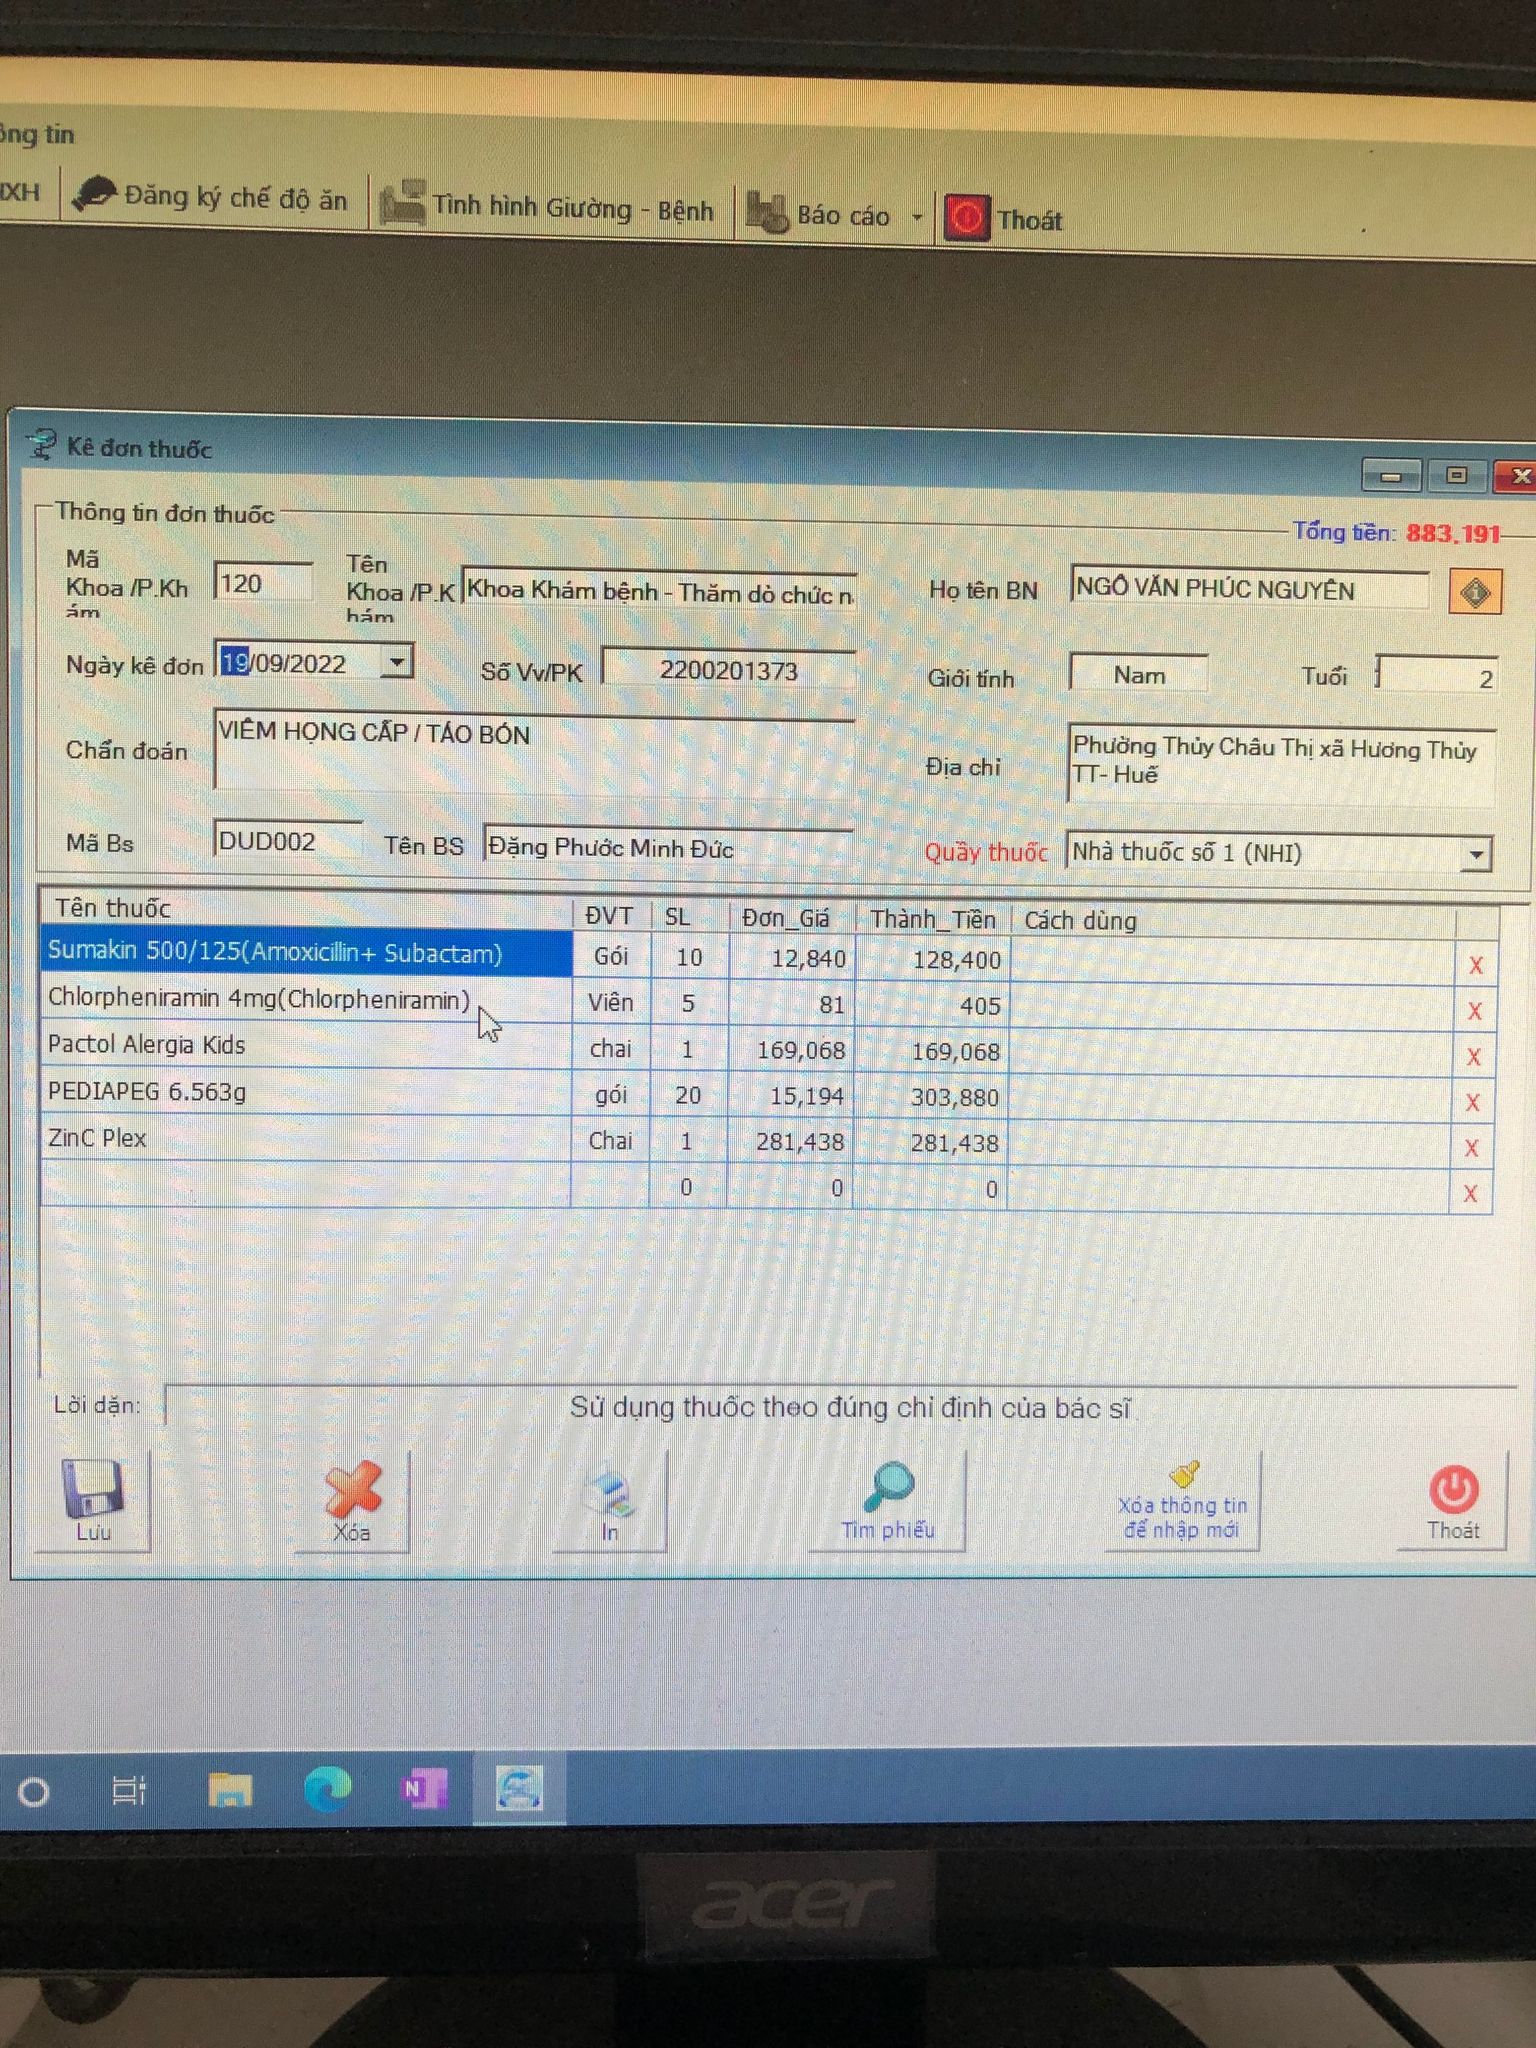 ông tin
Đăng ký chế độ ăn
Tình hình Giường - Bệnh
Báo cáo
Thoát
Kê đơn thuốc
Thông tin đơn thuốc
Tổng tiền: 883.191
Mã Khoa /P.Khám 120
Tên Khoa /P.Khám Khoa Khám bệnh - Thăm dò chức n
Họ tên BN NGÔ VĂN PHÚC NGUYÊN
Ngày kê đơn 19/09/2022
Số Vv/PK 2200201373
Giới tính Nam
Tuổi 2
Chẩn đoán VIÊM HỌNG CẤP / TÁO BÓN
Địa chỉ Phường Thủy Châu Thị xã Hương Thủy
TT- Huế
Mã Bs DUD002
Tên BS Đặng Phước Minh Đức
Quầy thuốc Nhà thuốc số 1 (NHI)
Tên thuốc ĐVT SL Đơn_Giá Thành_Tiền Cách dùng
Sumakin 500/125(Amoxicillin+ Subactam) Gói 10 12,840 128,400 X
Chlorpheniramin 4mg(Chlorpheniramin) Viên 5 81 405 X
Pactol Alergia Kids chai 1 169,068 169,068 X
PEDIAPEG 6.563g gói 20 15,194 303,880 X
ZinC Plex Chai 1 281,438 281,438 X
0 0 0 X
Lời dặn: Sử dụng thuốc theo đúng chỉ định của bác sĩ
Lưu
Xóa
In
Tìm phiếu
Xóa thông tin
để nhập mới
Thoát
N
acer